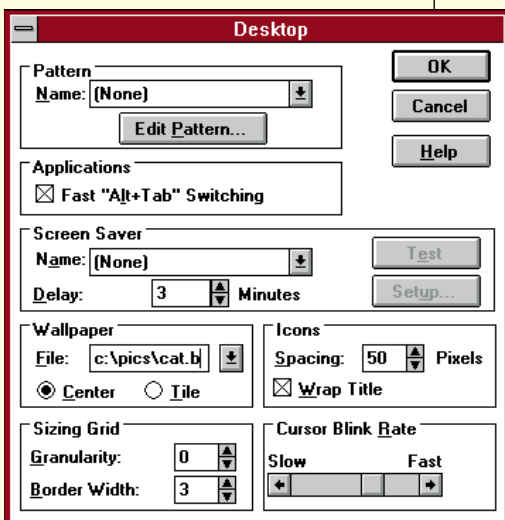 Desktop
Pattern
Name: (None)
Edit Pattern...
OK
Cancel
Help
Applications
Fast "Alt+Tab" Switching
Screen Saver
Name: (None)
Delay: 3 Minutes
Test
Setup...
Wallpaper
File: c:\pics\cat.b
Center Tile
Icons
Spacing: 50 Pixels
Wrap Title
Sizing Grid
Granularity: 0
Border Width: 3
Cursor Blink Rate
Slow Fast